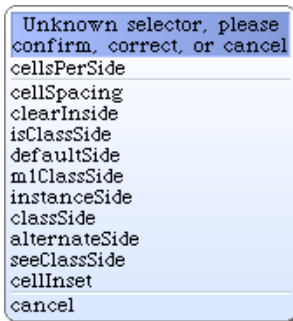 Unknown selector, please
confirm, correct, or cancel
cellsPerSide
cellSpacing
clearInside
isClassSide
defaultSide
m1ClassSide
instanceSide
classSide
alternateSide
seeClassSide
cellInset
cancel